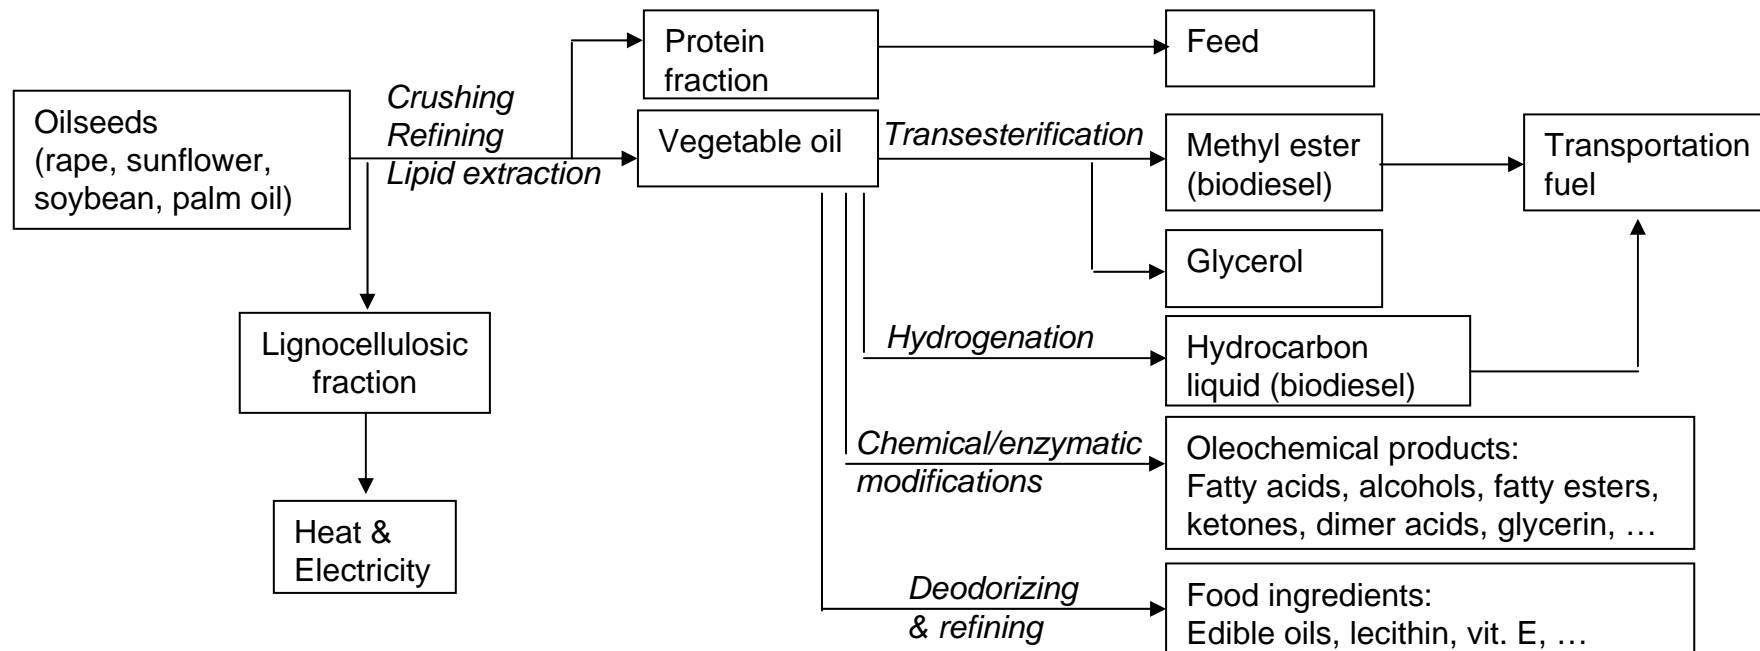 Protein
fraction
Feed
Oilseeds
(rape, sunflower,
soybean, palm oil)
Crushing
Refining
Lipid extraction
Vegetable oil
Transesterification
Methyl ester
(biodiesel)
Transportation
fuel
Glycerol
Lignocellulosic
fraction
Hydrogenation
Hydrocarbon
liquid (biodiesel)
Chemical/enzymatic
modifications
Oleochemical products:
Fatty acids, alcohols, fatty esters,
ketones, dimer acids, glycerin, …
Heat &
Electricity
Deodorizing
& refining
Food ingredients:
Edible oils, lecithin, vit. E, …